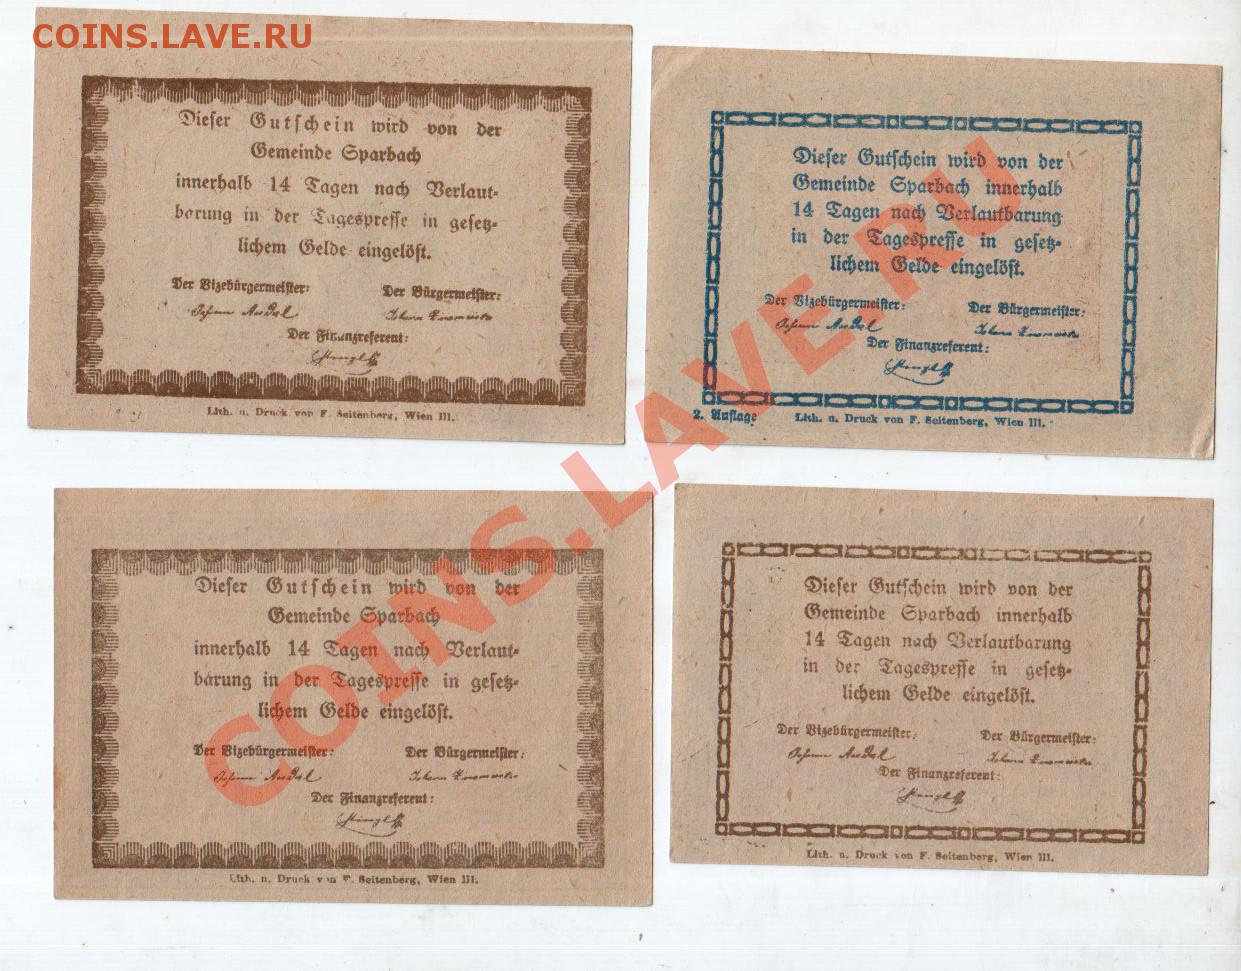 COINS.LAVE.RU
Dieser Gutschein wird von der
Gemeinde Sparbach
innerhalb 14 Tagen nach Verlaut-
barung in der Tagespresse in gesetz-
lichem Gelde eingelöst.
Der Vizebürgermeister: Der Bürgermeister:
Der Finanzreferent:
Lith. u. Druck von F. Seitenberg, Wien III.
Dieser Gutschein wird von der
Gemeinde Sparbach innerhalb
14 Tagen nach Verlautbarung
in der Tagespresse in gesetz-
lichem Gelde eingelöst.
Der Vizebürgermeister: Der Bürgermeister:
Der Finanzreferent:
2. Auflage Lith. u. Druck von F. Seitenberg, Wien III.
Dieser Gutschein wird von der
Gemeinde Sparbach
innerhalb 14 Tagen nach Verlaut-
barung in der Tagespresse in gesetz-
lichem Gelde eingelöst.
Der Vizebürgermeister: Der Bürgermeister:
Der Finanzreferent:
Lith. u. Druck von F. Seitenberg, Wien III.
Dieser Gutschein wird von der
Gemeinde Sparbach innerhalb
14 Tagen nach Verlautbarung
in der Tagespresse in gesetz-
lichem Gelde eingelöst.
Der Vizebürgermeister: Der Bürgermeister:
Der Finanzreferent:
Lith. u. Druck von F. Seitenberg, Wien III.
COINS.LAVE.RU